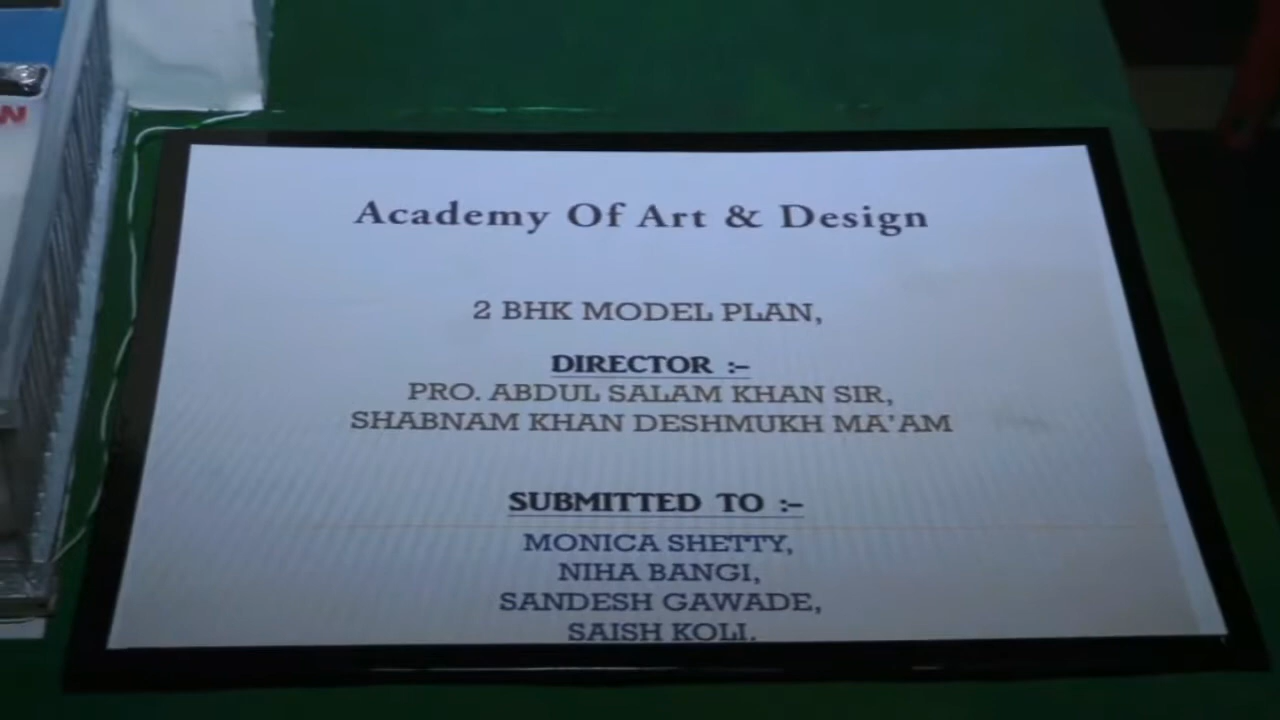 Academy Of Art & Design
2 BHK MODEL PLAN,
DIRECTOR :-
PRO. ABDUL SALAM KHAN SIR,
SHABNAM KHAN DESHMUKH MA'AM
SUBMITTED TO :-
MONICA SHETTY,
NIHA BANGI,
SANDESH GAWADE,
SAISH KOLI.